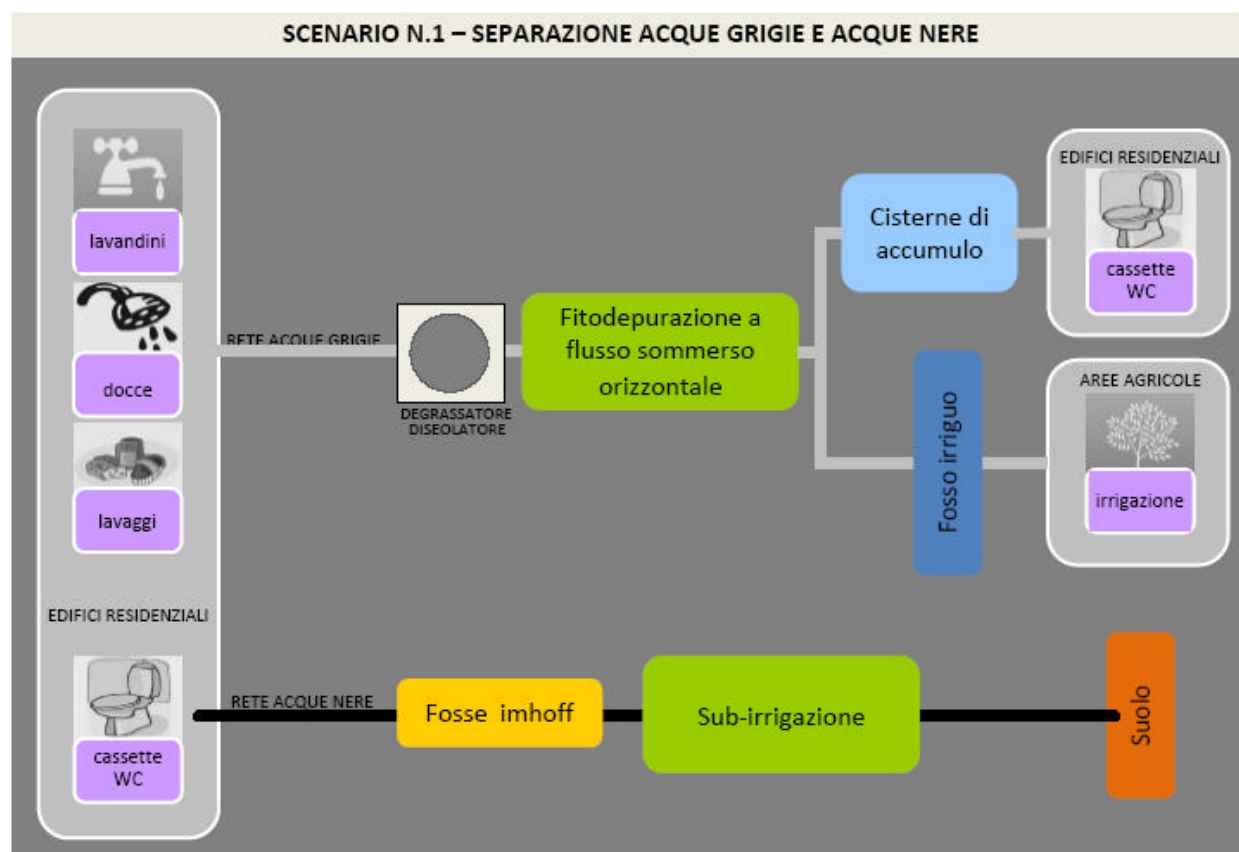 SCENARIO N.1 – SEPARAZIONE ACQUE GRIGIE E ACQUE NERE
lavandini
docce
lavaggi
EDIFICI RESIDENZIALI
cassette
WC
RETE ACQUE GRIGIE
DEGRASSATORE
DISEOLATORE
Fitodepurazione a
flusso sommerso
orizzontale
Cisterne di
accumulo
EDIFICI RESIDENZIALI
cassette
WC
Fosso irriguo
AREE AGRICOLE
irrigazione
RETE ACQUE NERE
Fosse imhoff
Sub-irrigazione
Suolo